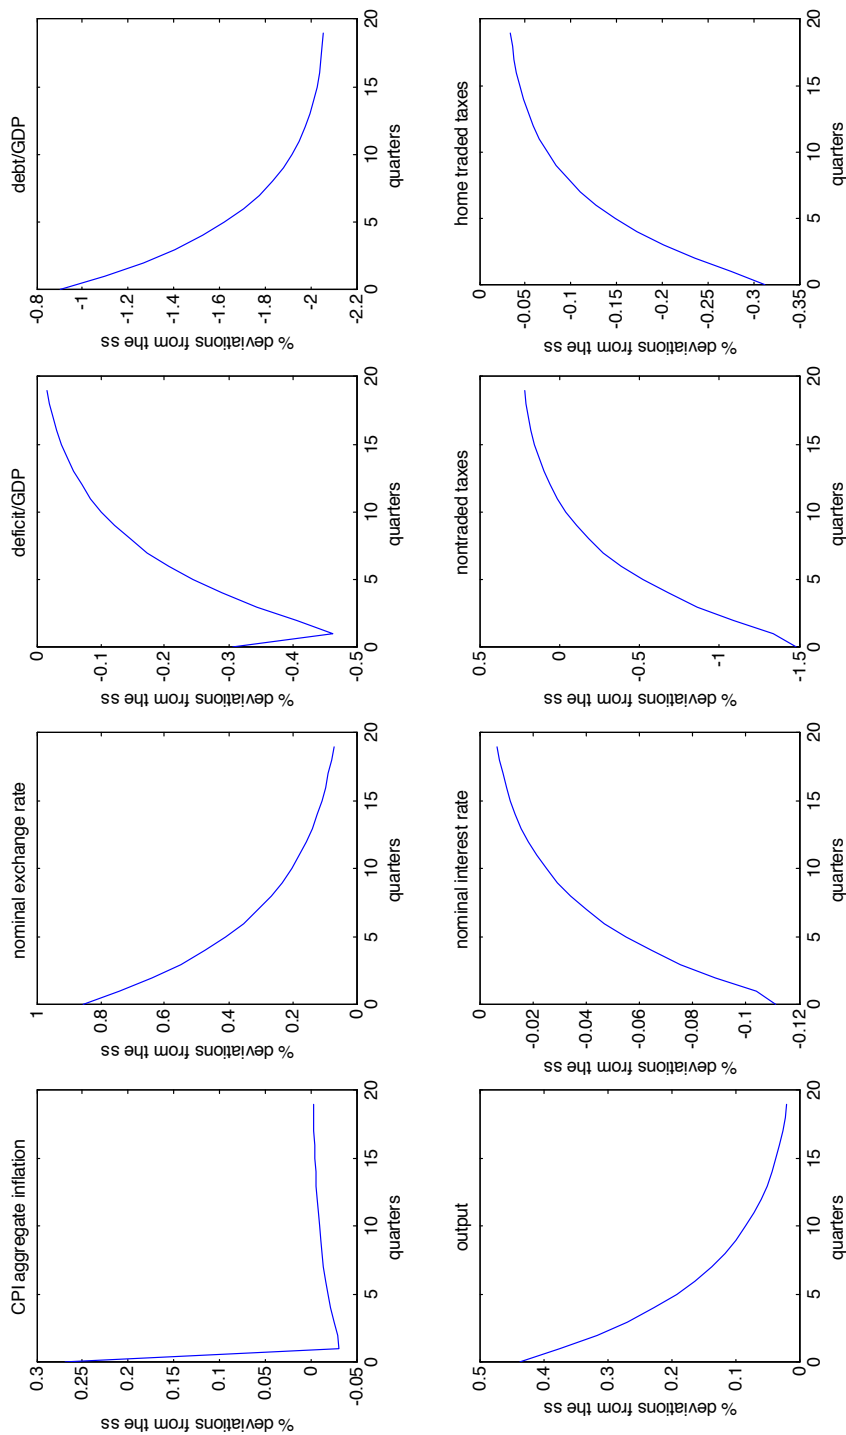 CPI aggregate inflation
0.3
0.25
0.2
0.15
0.1
0.05
0
-0.05
% deviations from the ss
0 5 10 15 20
quarters
nominal exchange rate
1
0.8
0.6
0.4
0.2
0
% deviations from the ss
0 5 10 15 20
quarters
deficit/GDP
0
-0.1
-0.2
-0.3
-0.4
-0.5
% deviations from the ss
0 5 10 15 20
quarters
debt/GDP
-0.8
-1
-1.2
-1.4
-1.6
-1.8
-2
-2.2
% deviations from the ss
0 5 10 15 20
quarters
output
0.5
0.4
0.3
0.2
0.1
0
% deviations from the ss
0 5 10 15 20
quarters
nominal interest rate
0
-0.02
-0.04
-0.06
-0.08
-0.1
-0.12
% deviations from the ss
0 5 10 15 20
quarters
nontraded taxes
0.5
0
-0.5
-1
-1.5
% deviations from the ss
0 5 10 15 20
quarters
home traded taxes
0
-0.05
-0.1
-0.15
-0.2
-0.25
-0.3
-0.35
% deviations from the ss
0 5 10 15 20
quarters